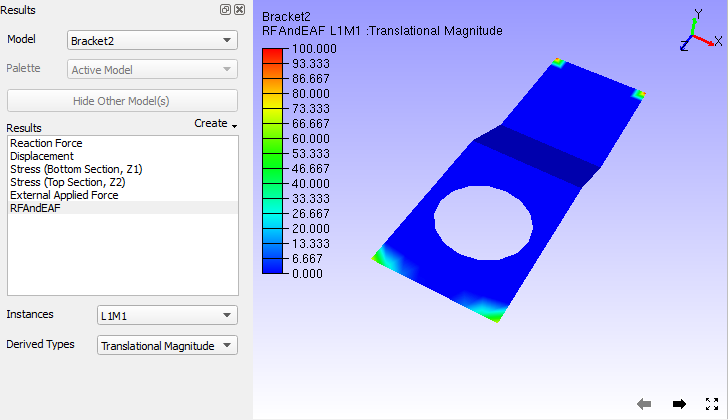 Results
Model
Bracket2
Palette
Active Model
Hide Other Model(s)
Results
Create
Reaction Force
Displacement
Stress (Bottom Section, Z1)
Stress (Top Section, Z2)
External Applied Force
RFAndEAF
Instances
L1M1
Derived Types
Translational Magnitude
Bracket2
RFAndEAF L1M1 :Translational Magnitude
100.000
93.333
86.667
80.000
73.333
66.667
60.000
53.333
46.667
40.000
33.333
26.667
20.000
13.333
6.667
0.000
Y
X
Z